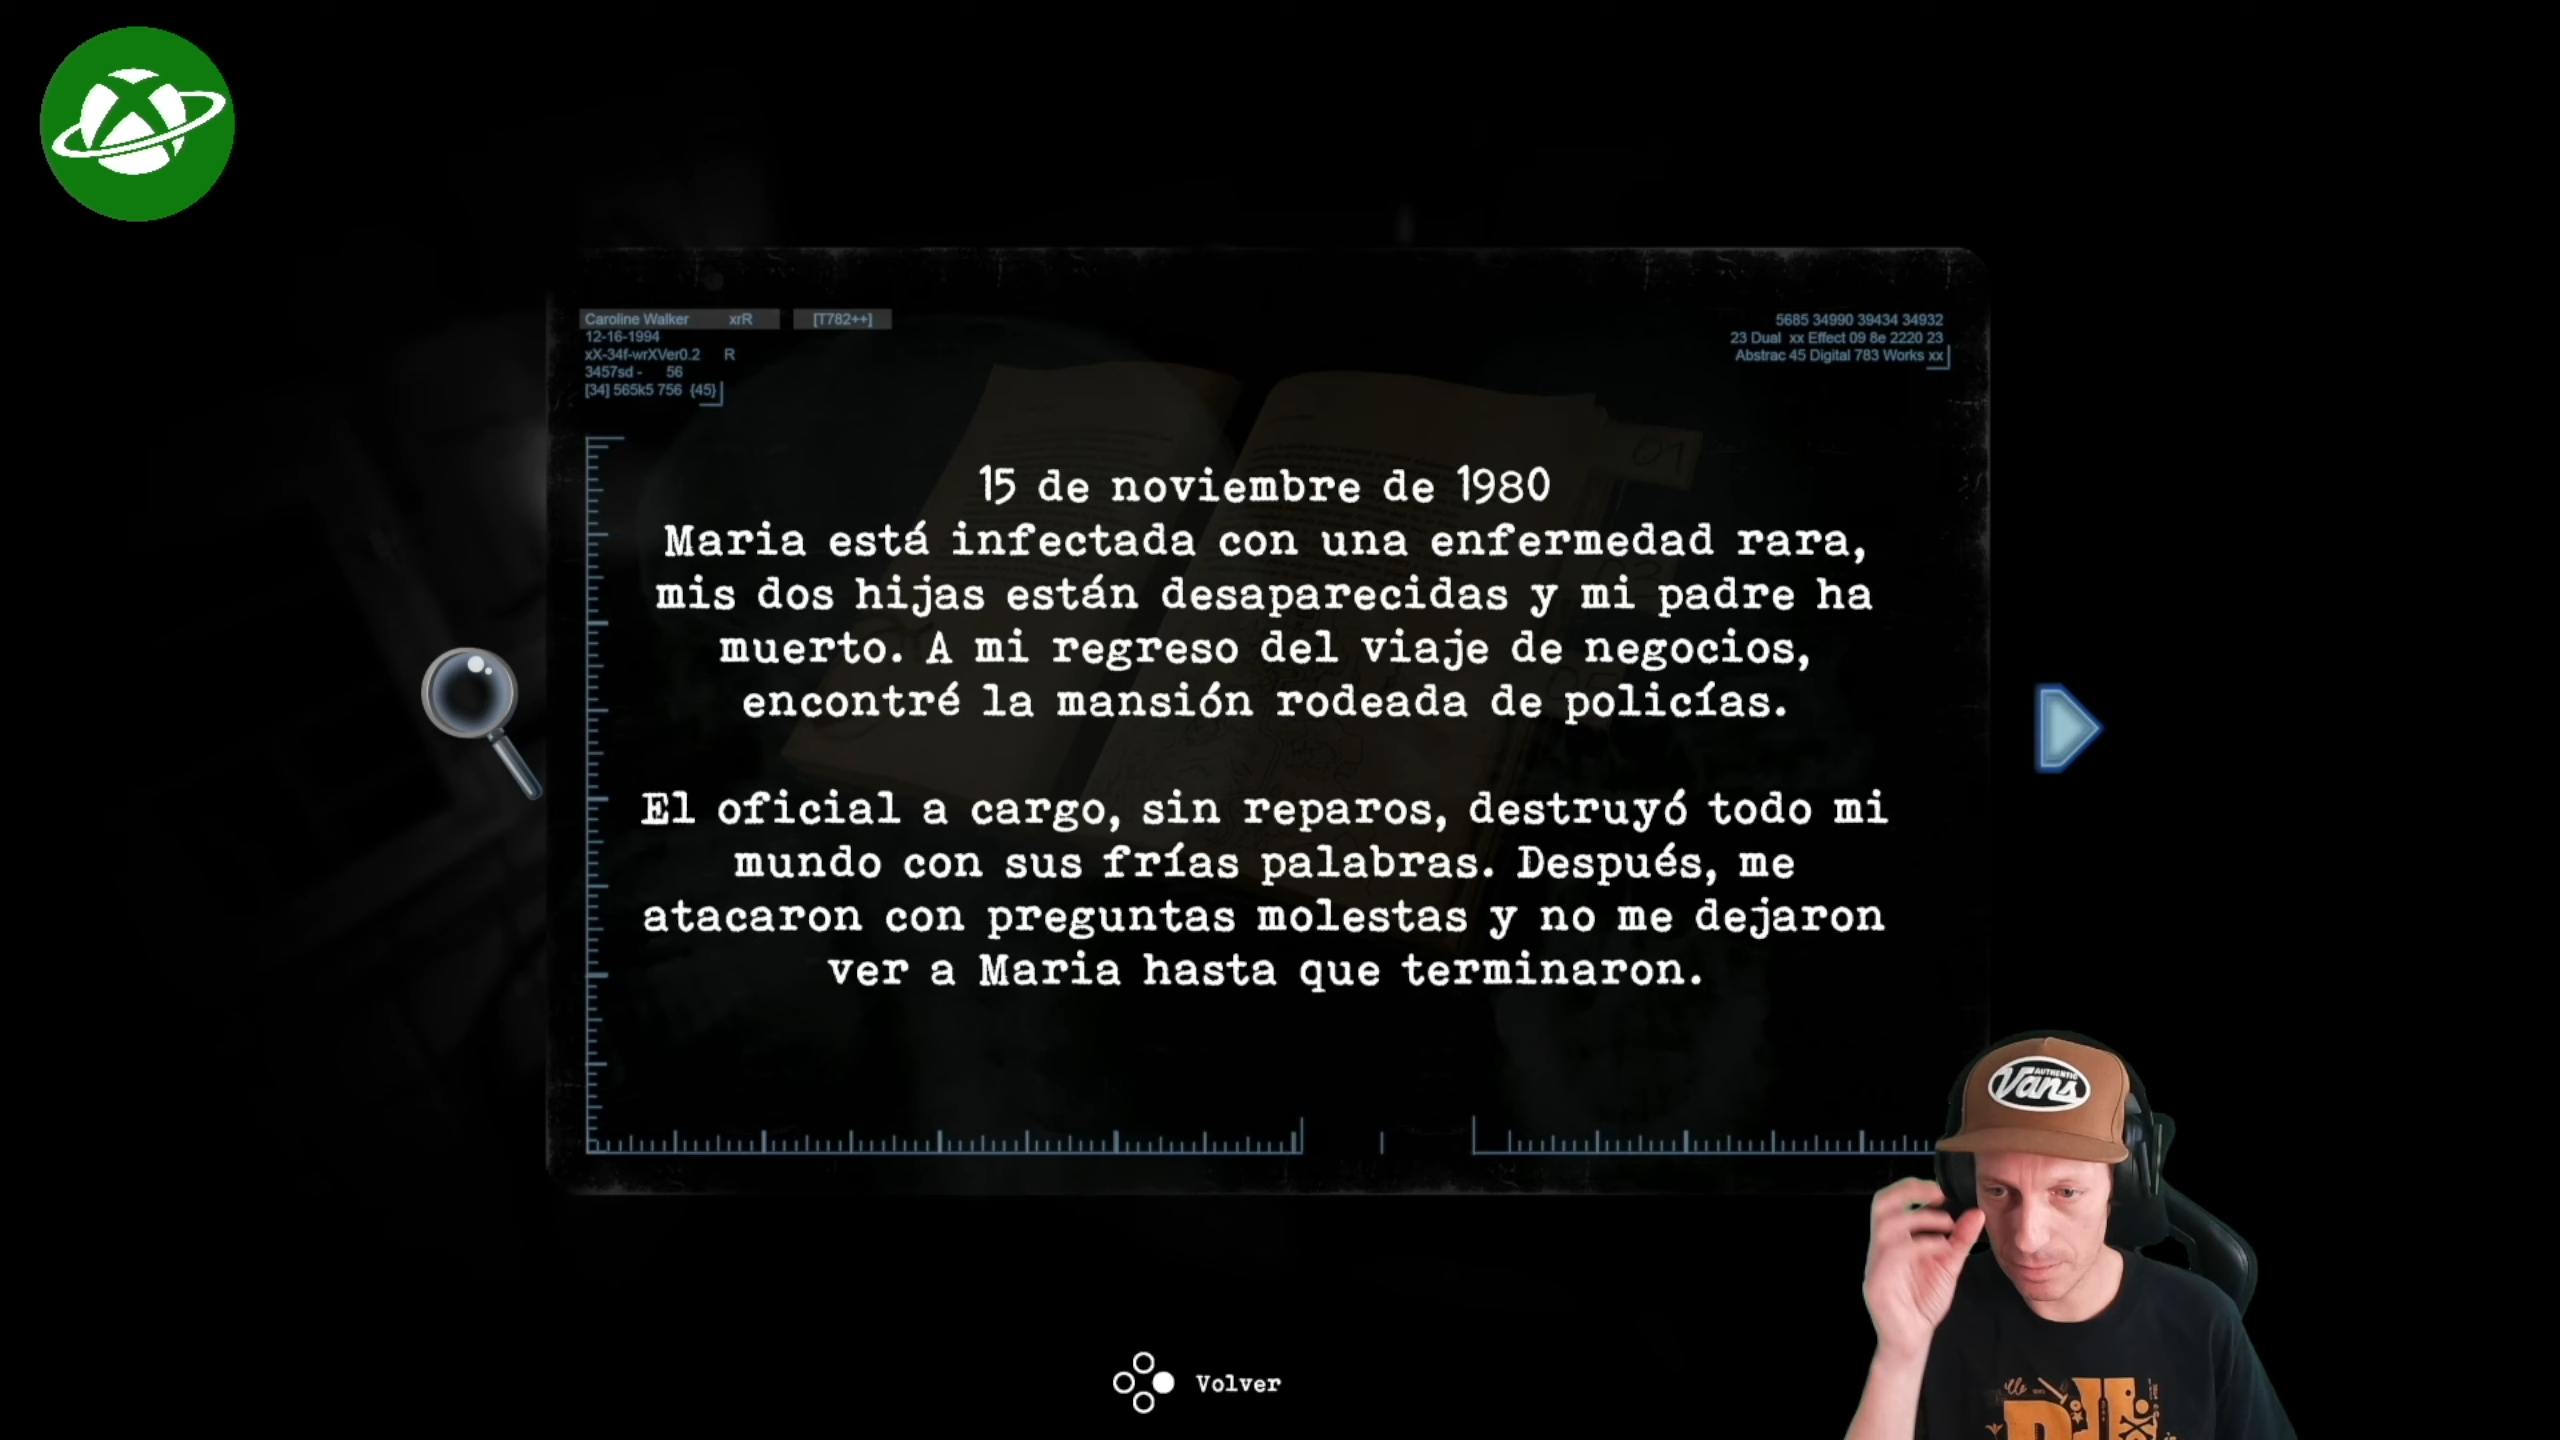 Caroline Walker xrR [T782++]
12-16-1994
xX-34f-wrXVer0.2 R
3457sd - 56
[34] 565k5 756 {45}
5685 34990 39434 34932
23 Dual xx Effect 09 8e 2220 23
Abstrac 45 Digital 783 Works xx
15 de noviembre de 1980
Maria está infectada con una enfermedad rara,
mis dos hijas están desaparecidas y mi padre ha
muerto. A mi regreso del viaje de negocios,
encontré la mansión rodeada de policías.
El oficial a cargo, sin reparos, destruyó todo mi
mundo con sus frías palabras. Después, me
atacaron con preguntas molestas y no me dejaron
ver a Maria hasta que terminaron.
AUTHENTIC
Vans
Volver